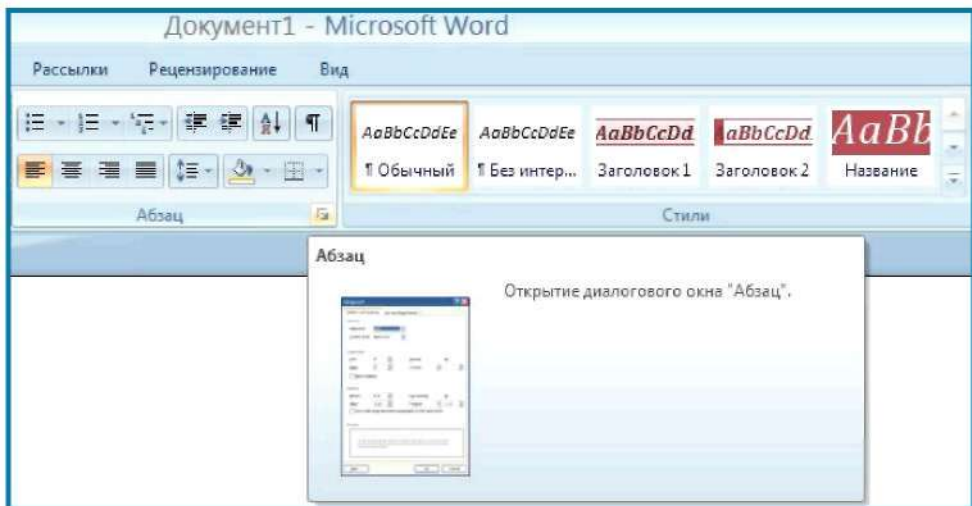 Документ1 - Microsoft Word
Рассылки Рецензирование Вид
AaBbCcDdEe AaBbCcDdEe AaBbCcDd AaBbCcDd AaBb
¶ Обычный ¶ Без интер... Заголовок 1 Заголовок 2 Название
Абзац Стили
Абзац
Открытие диалогового окна "Абзац".